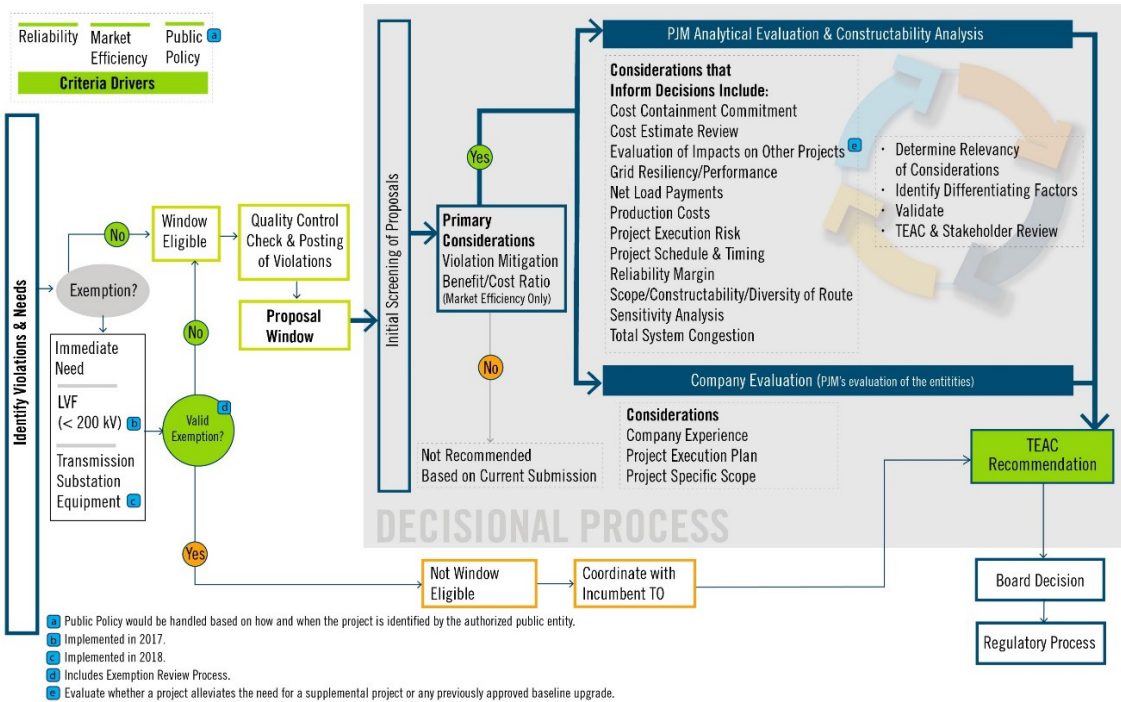 Reliability
Market
Efficiency
Public
Policy a
Criteria Drivers
Identify Violations & Needs
Exemption?
No
Window
Eligible
Quality Control
Check & Posting
of Violations
Proposal
Window
Immediate
Need
LVF
(< 200 kV) b
Transmission
Substation
Equipment c
No
d
Valid
Exemption?
Yes
Not Window
Eligible
Coordinate with
Incumbent TO
Initial Screening of Proposals
Primary
Considerations
Violation Mitigation
Benefit/Cost Ratio
(Market Efficiency Only)
Yes
No
Not Recommended
Based on Current Submission
PJM Analytical Evaluation & Constructability Analysis
Considerations that
Inform Decisions Include:
Cost Containment Commitment
Cost Estimate Review
Evaluation of Impacts on Other Projects e
Grid Resiliency/Performance
Net Load Payments
Production Costs
Project Execution Risk
Project Schedule & Timing
Reliability Margin
Scope/Constructability/Diversity of Route
Sensitivity Analysis
Total System Congestion
· Determine Relevancy
of Considerations
· Identify Differentiating Factors
· Validate
· TEAC & Stakeholder Review
Company Evaluation (PJM's evaluation of the entitities)
Considerations
Company Experience
Project Execution Plan
Project Specific Scope
DECISIONAL PROCESS
TEAC
Recommendation
Board Decision
Regulatory Process
a Public Policy would be handled based on how and when the project is identified by the authorized public entity.
b Implemented in 2017.
c Implemented in 2018.
d Includes Exemption Review Process.
e Evaluate whether a project alleviates the need for a supplemental project or any previously approved baseline upgrade.